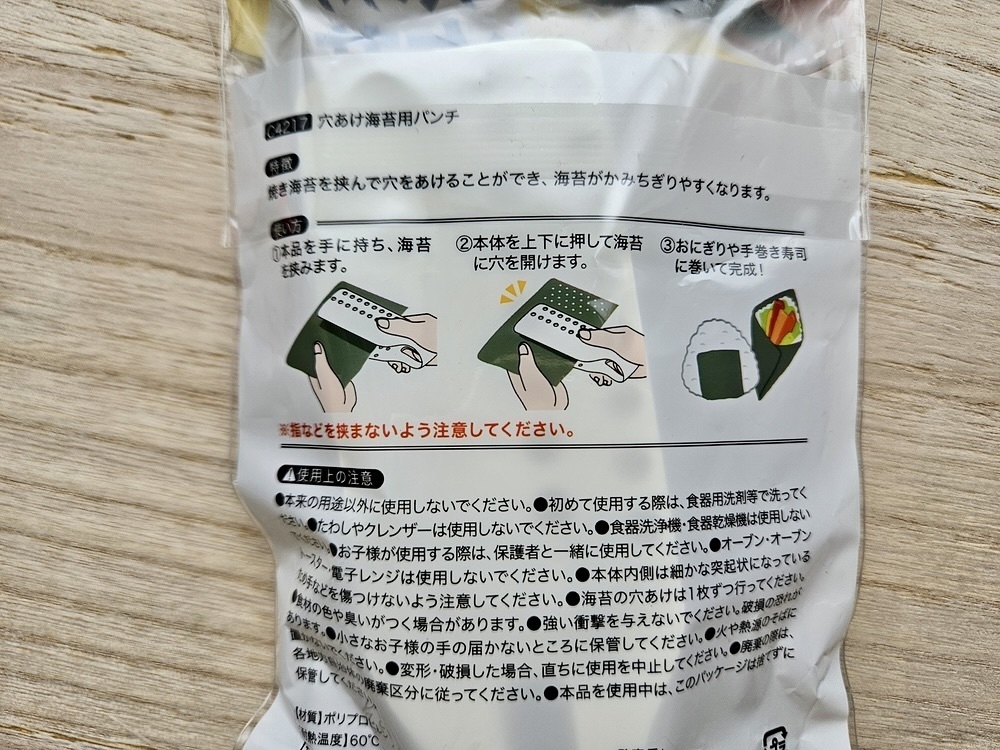 C4217 穴あけ海苔用パンチ
特徴
焼き海苔を挟んで穴をあけることができ、海苔がかみちぎりやすくなります。
使い方
①本品を手に持ち、海苔
を挟みます。
②本体を上下に押して海苔
に穴を開けます。
③おにぎりや手巻き寿司
に巻いて完成！
※指などを挟まないよう注意してください。
使用上の注意
●本来の用途以外に使用しないでください。●初めて使用する際は、食器用洗剤等で洗ってく
ださい。●たわしやクレンザーは使用しないでください。●食器洗浄機・食器乾燥機は使用しない
でください。●お子様が使用する際は、保護者と一緒に使用してください。●オーブン・オーブン
トースター・電子レンジは使用しないでください。●本体内側は細かな突起状になっている
ため手などを傷つけないよう注意してください。●海苔の穴あけは1枚ずつ行ってください。
●食材の色や臭いがつく場合があります。●強い衝撃を与えないでください。破損の恐れが
あります。●小さなお子様の手の届かないところに保管してください。●火や熱源のそばに
置かないでください。●変形・破損した場合、直ちに使用を中止してください。●廃棄の際は、
各地の廃棄区分に従ってください。●本品を使用中は、このパッケージは捨てずに
保管してください。
【材質】ポリプロ
耐熱温度】60℃